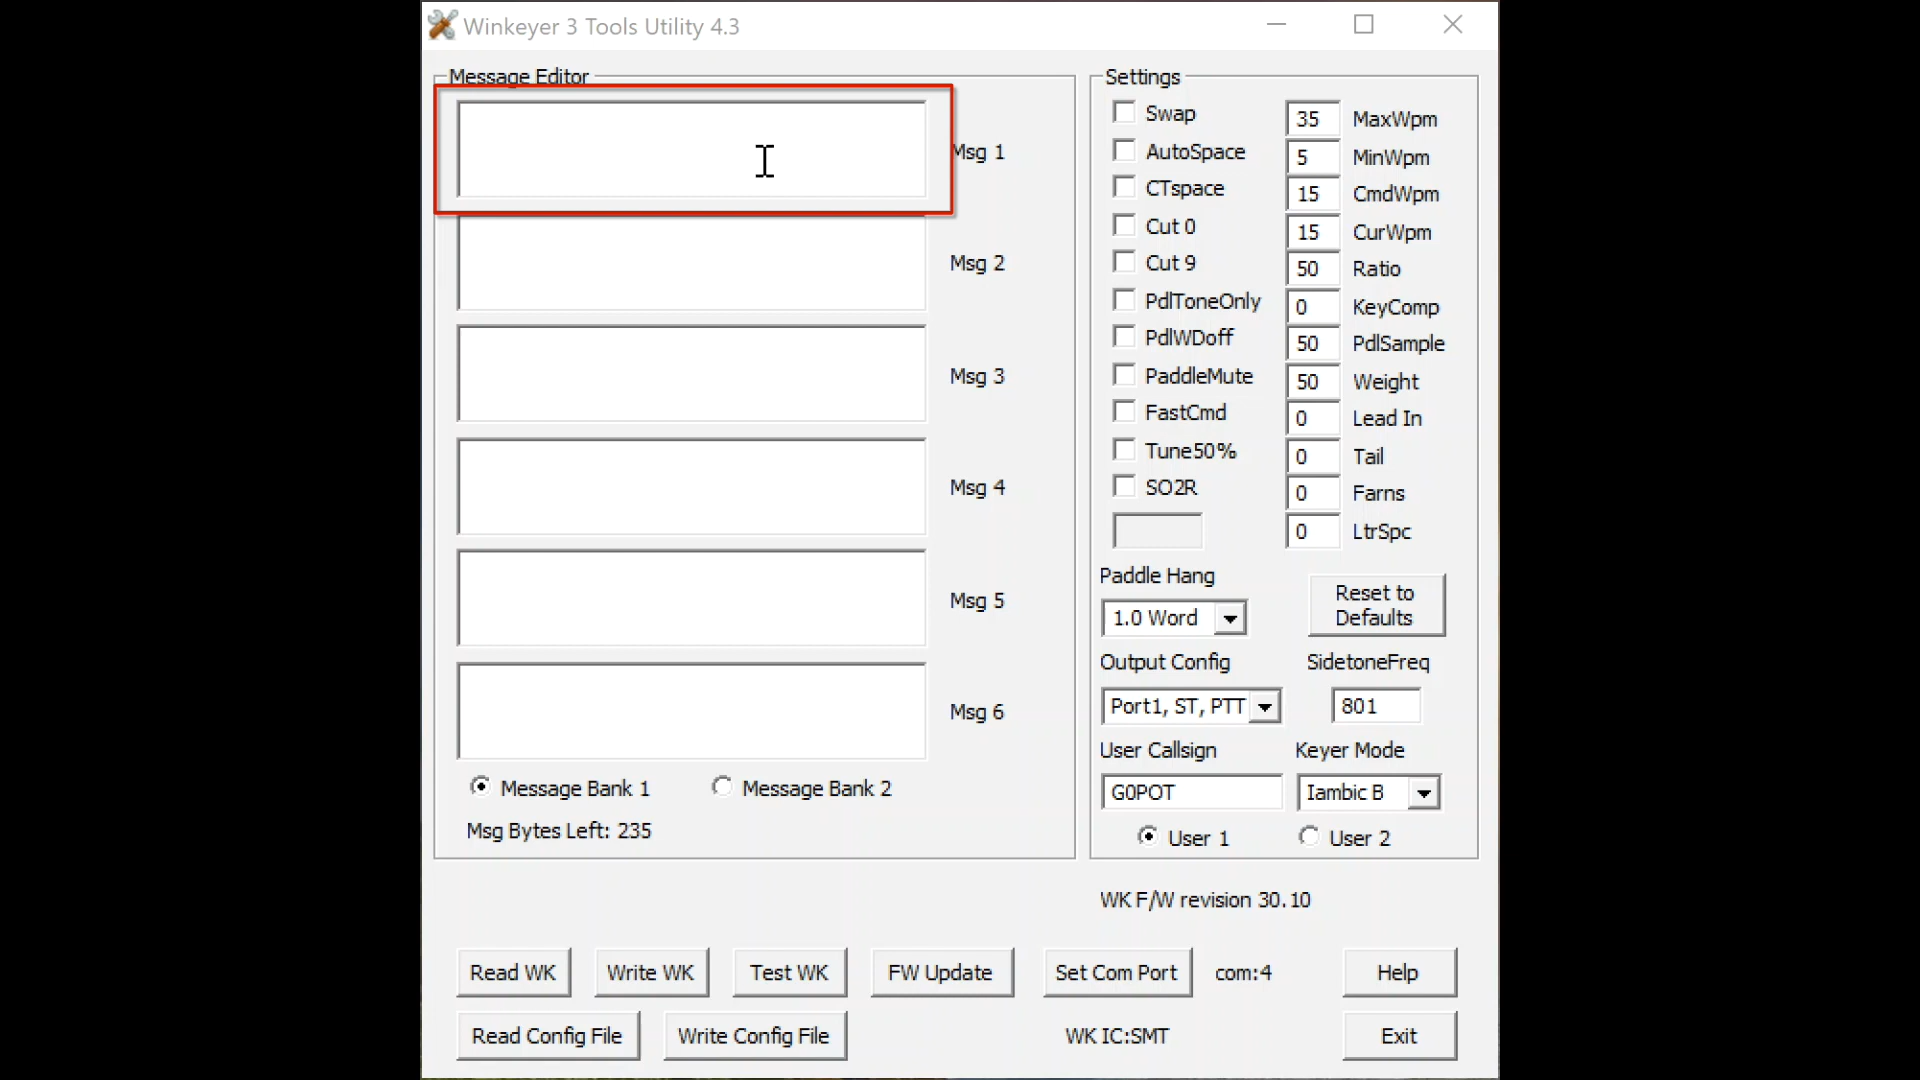 Winkeyer 3 Tools Utility 4.3
Message Editor
Msg 1
Msg 2
Msg 3
Msg 4
Msg 5
Msg 6
Message Bank 1
Message Bank 2
Msg Bytes Left: 235
Settings
Swap
AutoSpace
CTspace
Cut 0
Cut 9
PdlToneOnly
PdlWDoff
PaddleMute
FastCmd
Tune50%
SO2R
35 MaxWpm
5 MinWpm
15 CmdWpm
15 CurWpm
50 Ratio
0 KeyComp
50 PdlSample
50 Weight
0 Lead In
0 Tail
0 Farns
0 LtrSpc
Paddle Hang
1.0 Word
Reset to
Defaults
Output Config
Port1, ST, PTT
SidetoneFreq
801
User Callsign
G0POT
Keyer Mode
Iambic B
User 1
User 2
WK F/W revision 30.10
Read WK
Write WK
Test WK
FW Update
Set Com Port
com:4
Help
Read Config File
Write Config File
WK IC:SMT
Exit